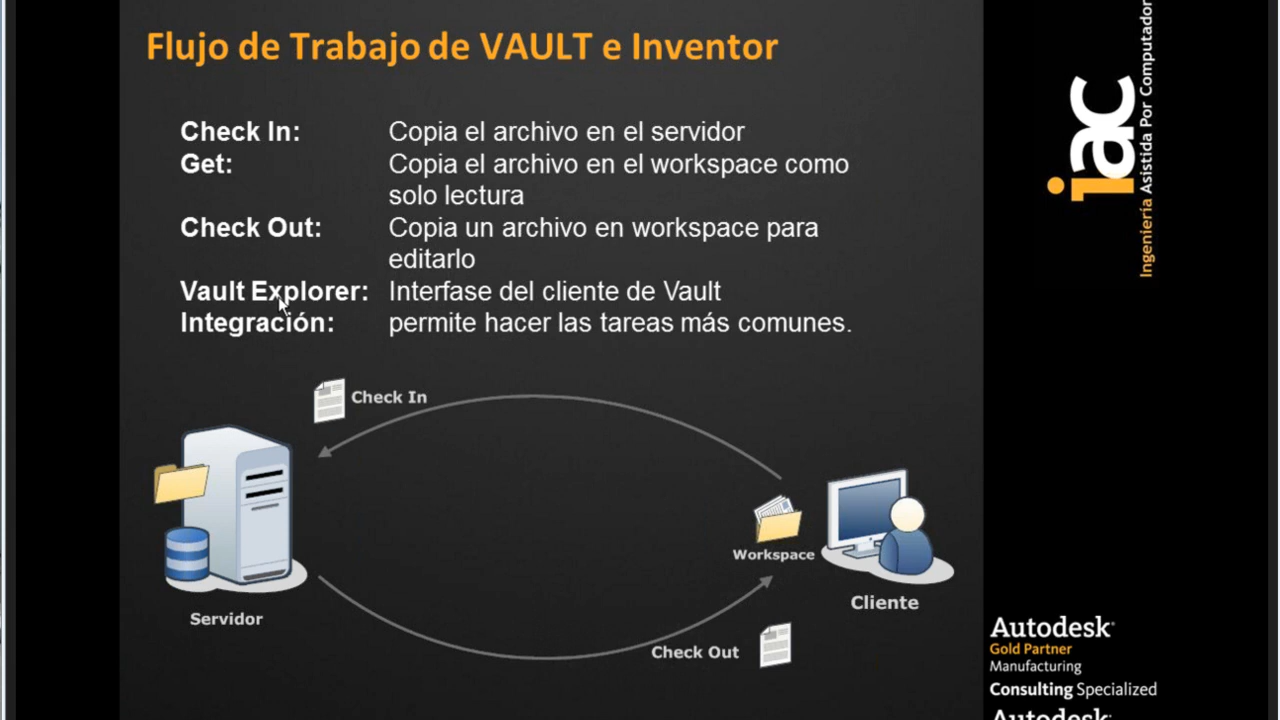 Flujo de Trabajo de VAULT e Inventor
Check In: Copia el archivo en el servidor
Get: Copia el archivo en el workspace como
solo lectura
Check Out: Copia un archivo en workspace para
editarlo
Vault Explorer: Interfase del cliente de Vault
Integración: permite hacer las tareas más comunes.
Check In
Workspace
Servidor
Cliente
Check Out
iac
Ingeniería Asistida Por Computador
Autodesk®
Gold Partner
Manufacturing
Consulting Specialized
Autodesk